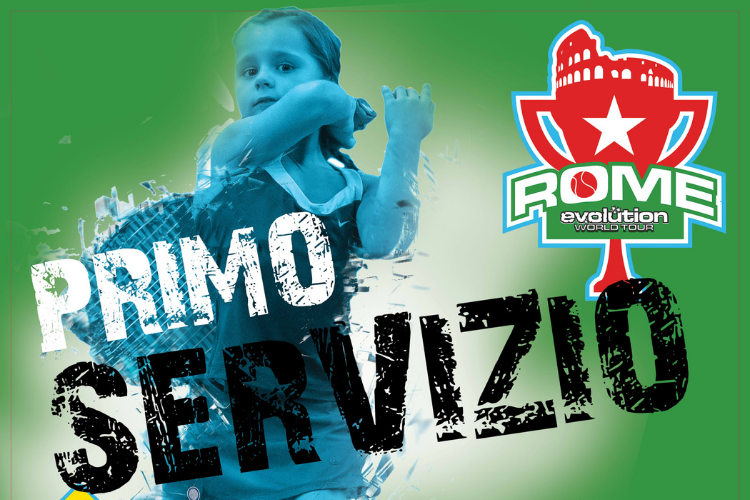 ROME
evolution
WORLD TOUR
PRIMO
SERVIZIO